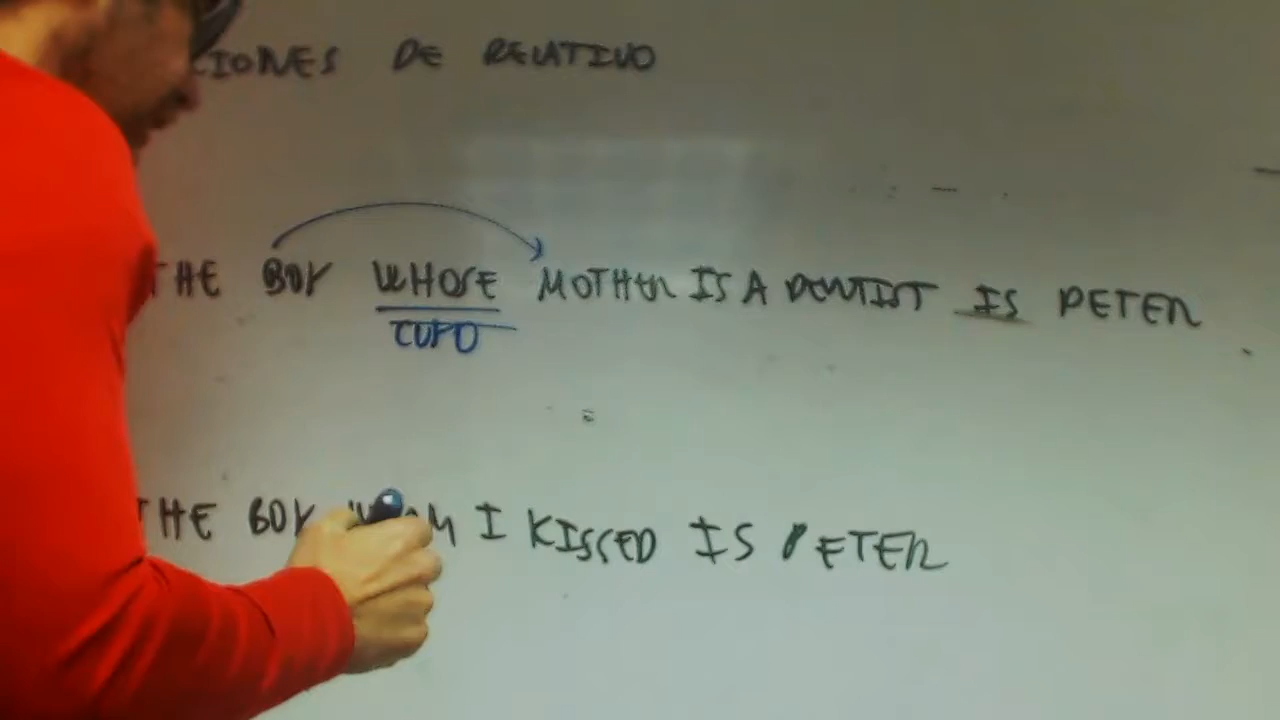 CIONES DE RELATIVO
THE BOY WHOSE MOTHER IS A DENTIST IS PETER
CUYO
THE BOY I KISSED IS PETER